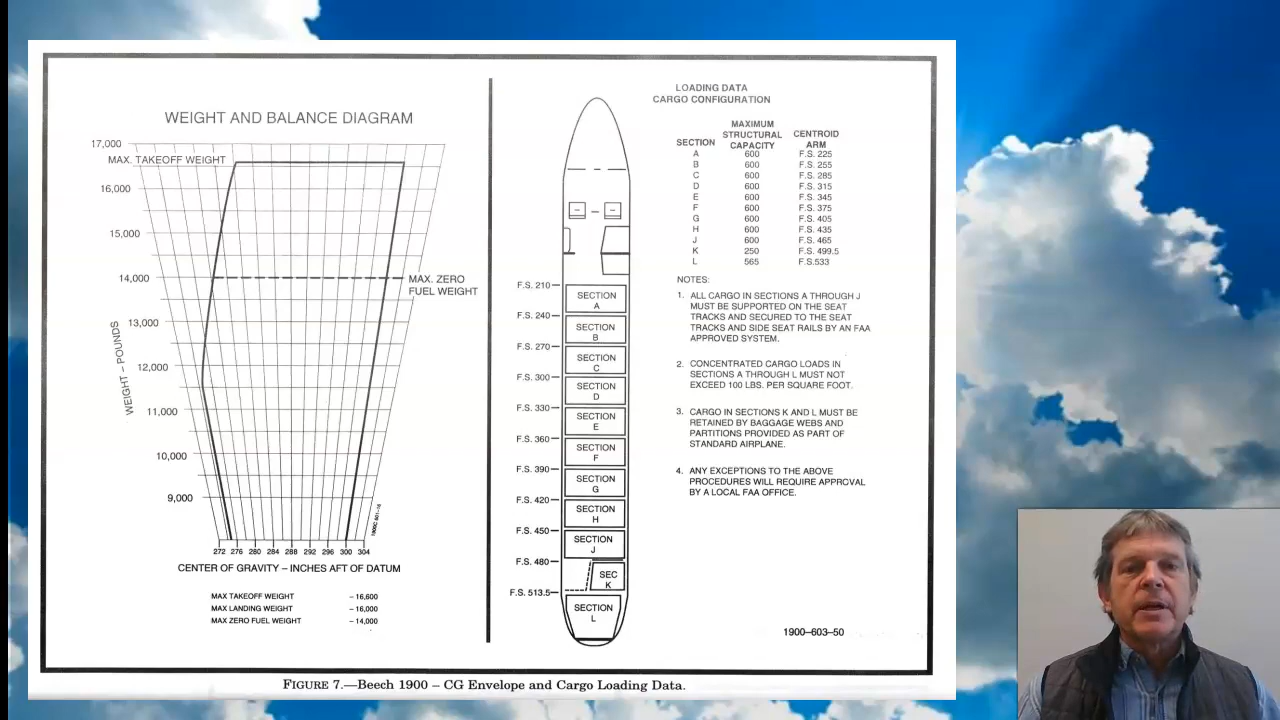 WEIGHT AND BALANCE DIAGRAM
17,000
MAX. TAKEOFF WEIGHT
16,000
15,000
14,000
MAX. ZERO
FUEL WEIGHT
13,000
12,000
11,000
10,000
9,000
WEIGHT – POUNDS
272 276 280 284 288 292 296 300 304
CENTER OF GRAVITY – INCHES AFT OF DATUM
MAX TAKEOFF WEIGHT – 16,600
MAX LANDING WEIGHT – 16,000
MAX ZERO FUEL WEIGHT – 14,000
F.S. 210
SECTION
A
F.S. 240
SECTION
B
F.S. 270
SECTION
C
F.S. 300
SECTION
D
F.S. 330
SECTION
E
F.S. 360
SECTION
F
F.S. 390
SECTION
G
F.S. 420
SECTION
H
F.S. 450
SECTION
J
F.S. 480
SEC
K
F.S. 513.5
SECTION
L
LOADING DATA
CARGO CONFIGURATION
SECTION MAXIMUM STRUCTURAL CAPACITY CENTROID ARM
A 600 F.S. 225
B 600 F.S. 255
C 600 F.S. 285
D 600 F.S. 315
E 600 F.S. 345
F 600 F.S. 375
G 600 F.S. 405
H 600 F.S. 435
J 600 F.S. 465
K 250 F.S. 499.5
L 565 F.S.533
NOTES:
1. ALL CARGO IN SECTIONS A THROUGH J
MUST BE SUPPORTED ON THE SEAT
TRACKS AND SECURED TO THE SEAT
TRACKS AND SIDE SEAT RAILS BY AN FAA
APPROVED SYSTEM.
2. CONCENTRATED CARGO LOADS IN
SECTIONS A THROUGH L MUST NOT
EXCEED 100 LBS. PER SQUARE FOOT.
3. CARGO IN SECTIONS K AND L MUST BE
RETAINED BY BAGGAGE WEBS AND
PARTITIONS PROVIDED AS PART OF
STANDARD AIRPLANE.
4. ANY EXCEPTIONS TO THE ABOVE
PROCEDURES WILL REQUIRE APPROVAL
BY A LOCAL FAA OFFICE.
1900–603–50
FIGURE 7.—Beech 1900 – CG Envelope and Cargo Loading Data.